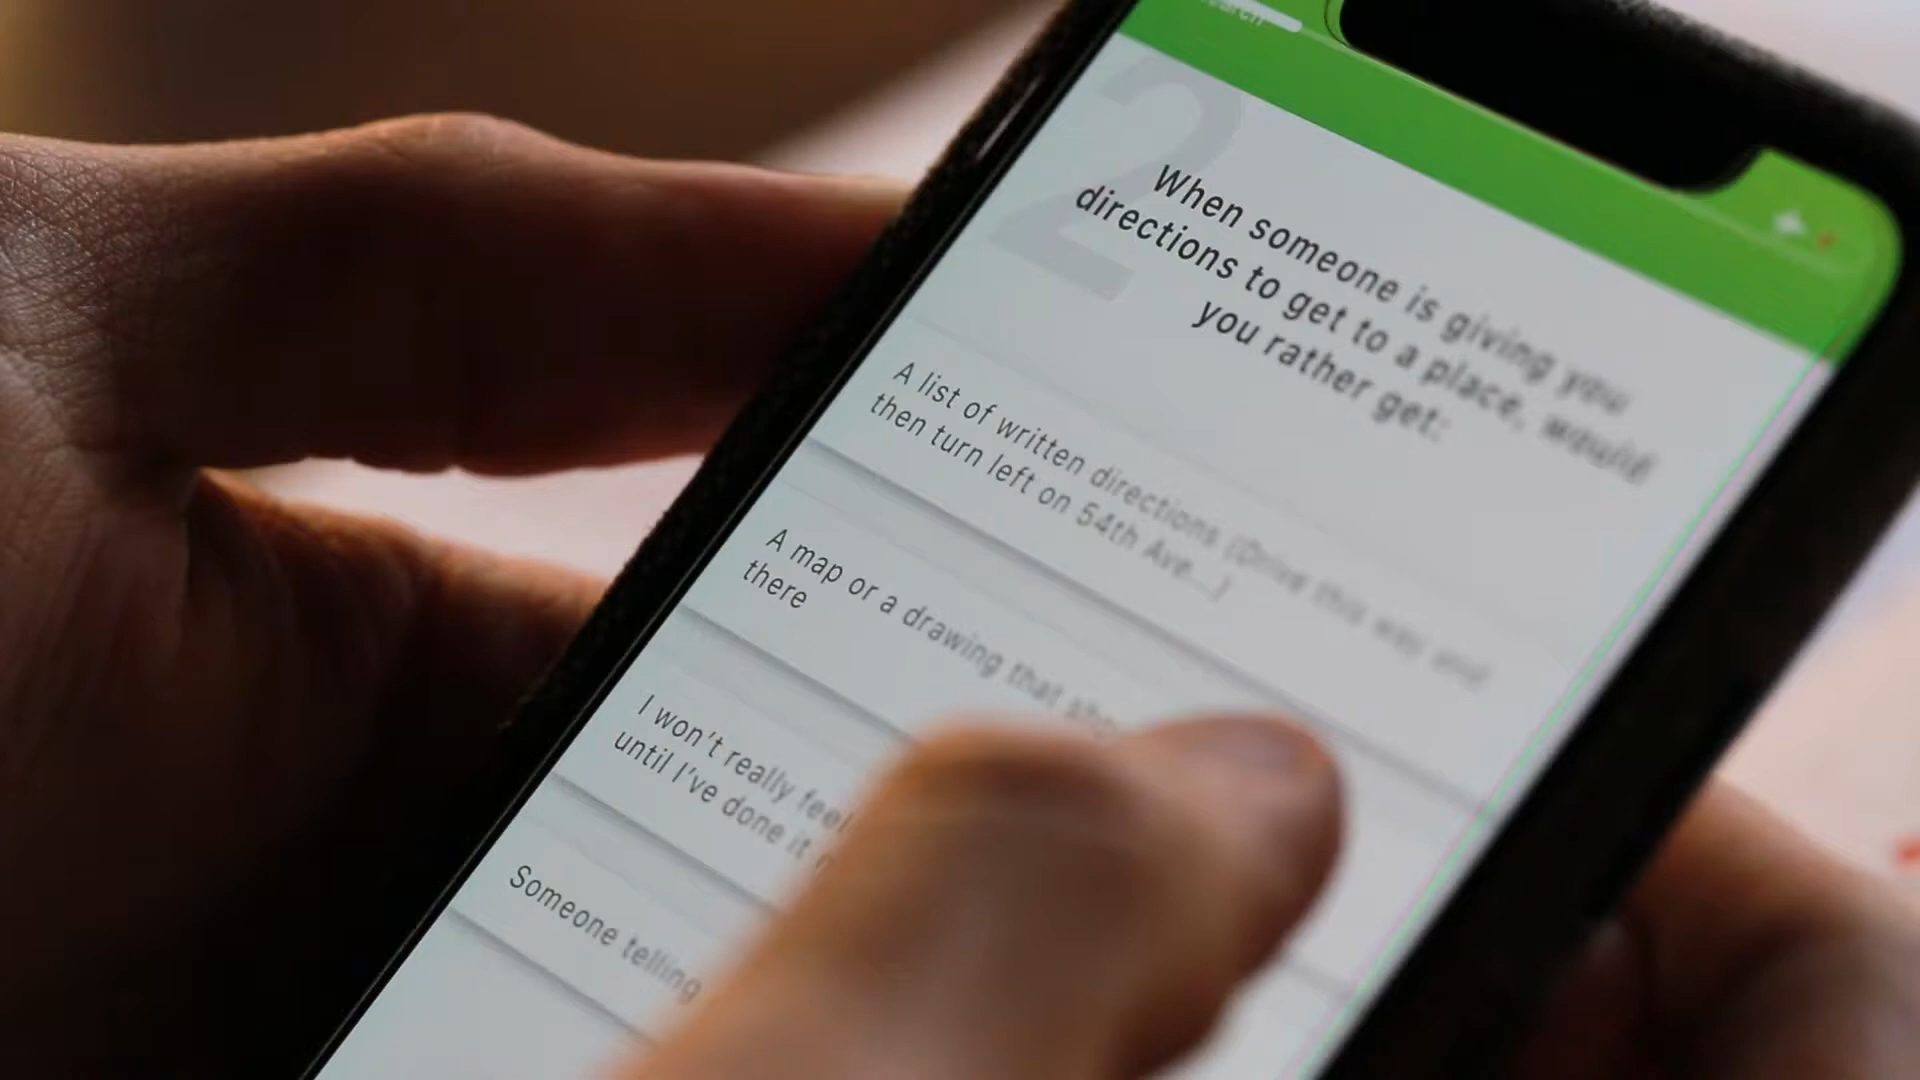 2
When someone is giving you
directions to get to a place, would
you rather get:
A list of written directions (Drive this way and
then turn left on 54th Ave...)
A map or a drawing that
there
I won't really feel
until I've done it
Someone telling